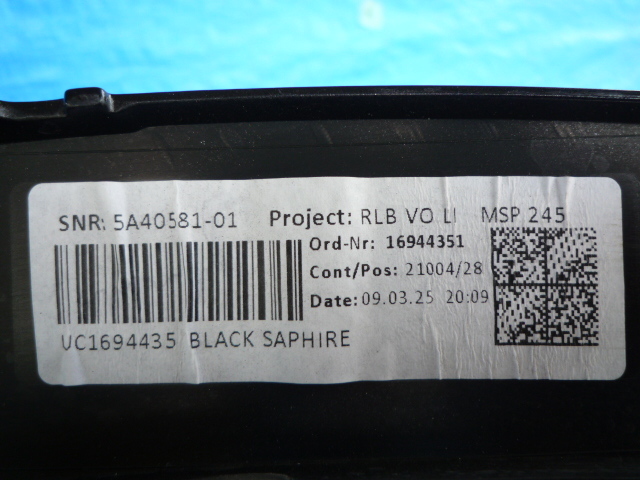 SNR: 5A40581-01 Project: RLB VO LI MSP 245
Ord-Nr: 16944351
Cont/Pos: 21004/28
Date: 09.03.25 20:09
VC1694435 BLACK SAPHIRE